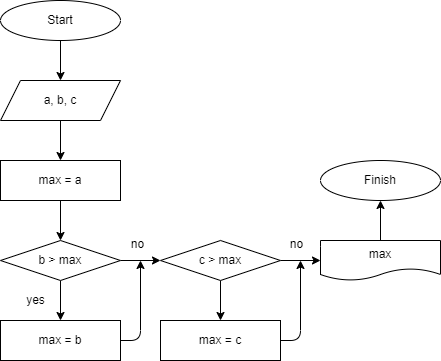 Start
a, b, c
max = a
b > max
no
yes
max = b
c > max
no
max = c
max
Finish